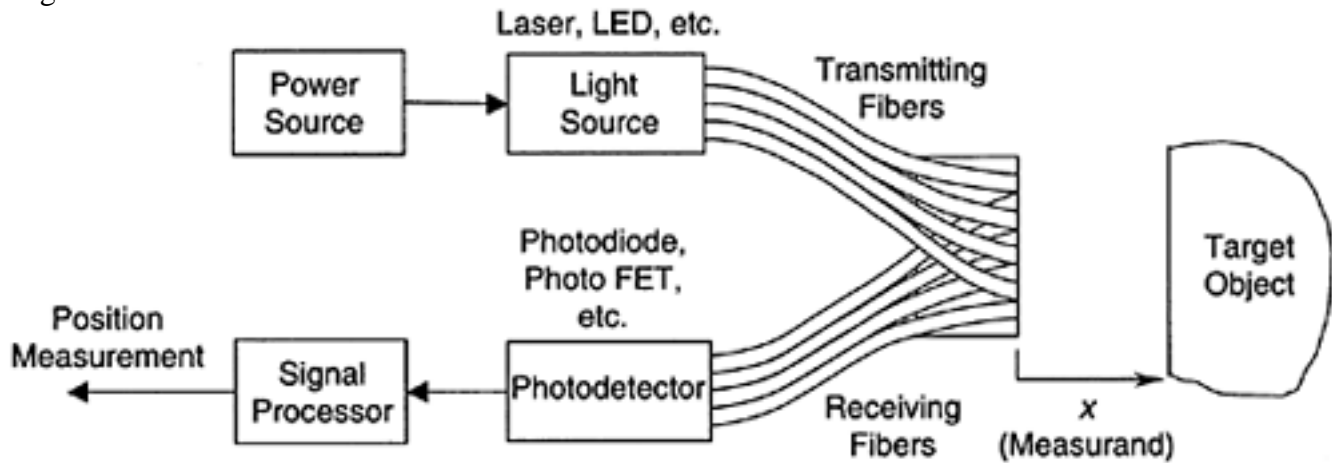 Laser, LED, etc.
Power
Source
Light
Source
Transmitting
Fibers
Target
Object
Photodiode,
Photo FET,
etc.
Position
Measurement
Signal
Processor
Photodetector
Receiving
Fibers
x
(Measurand)